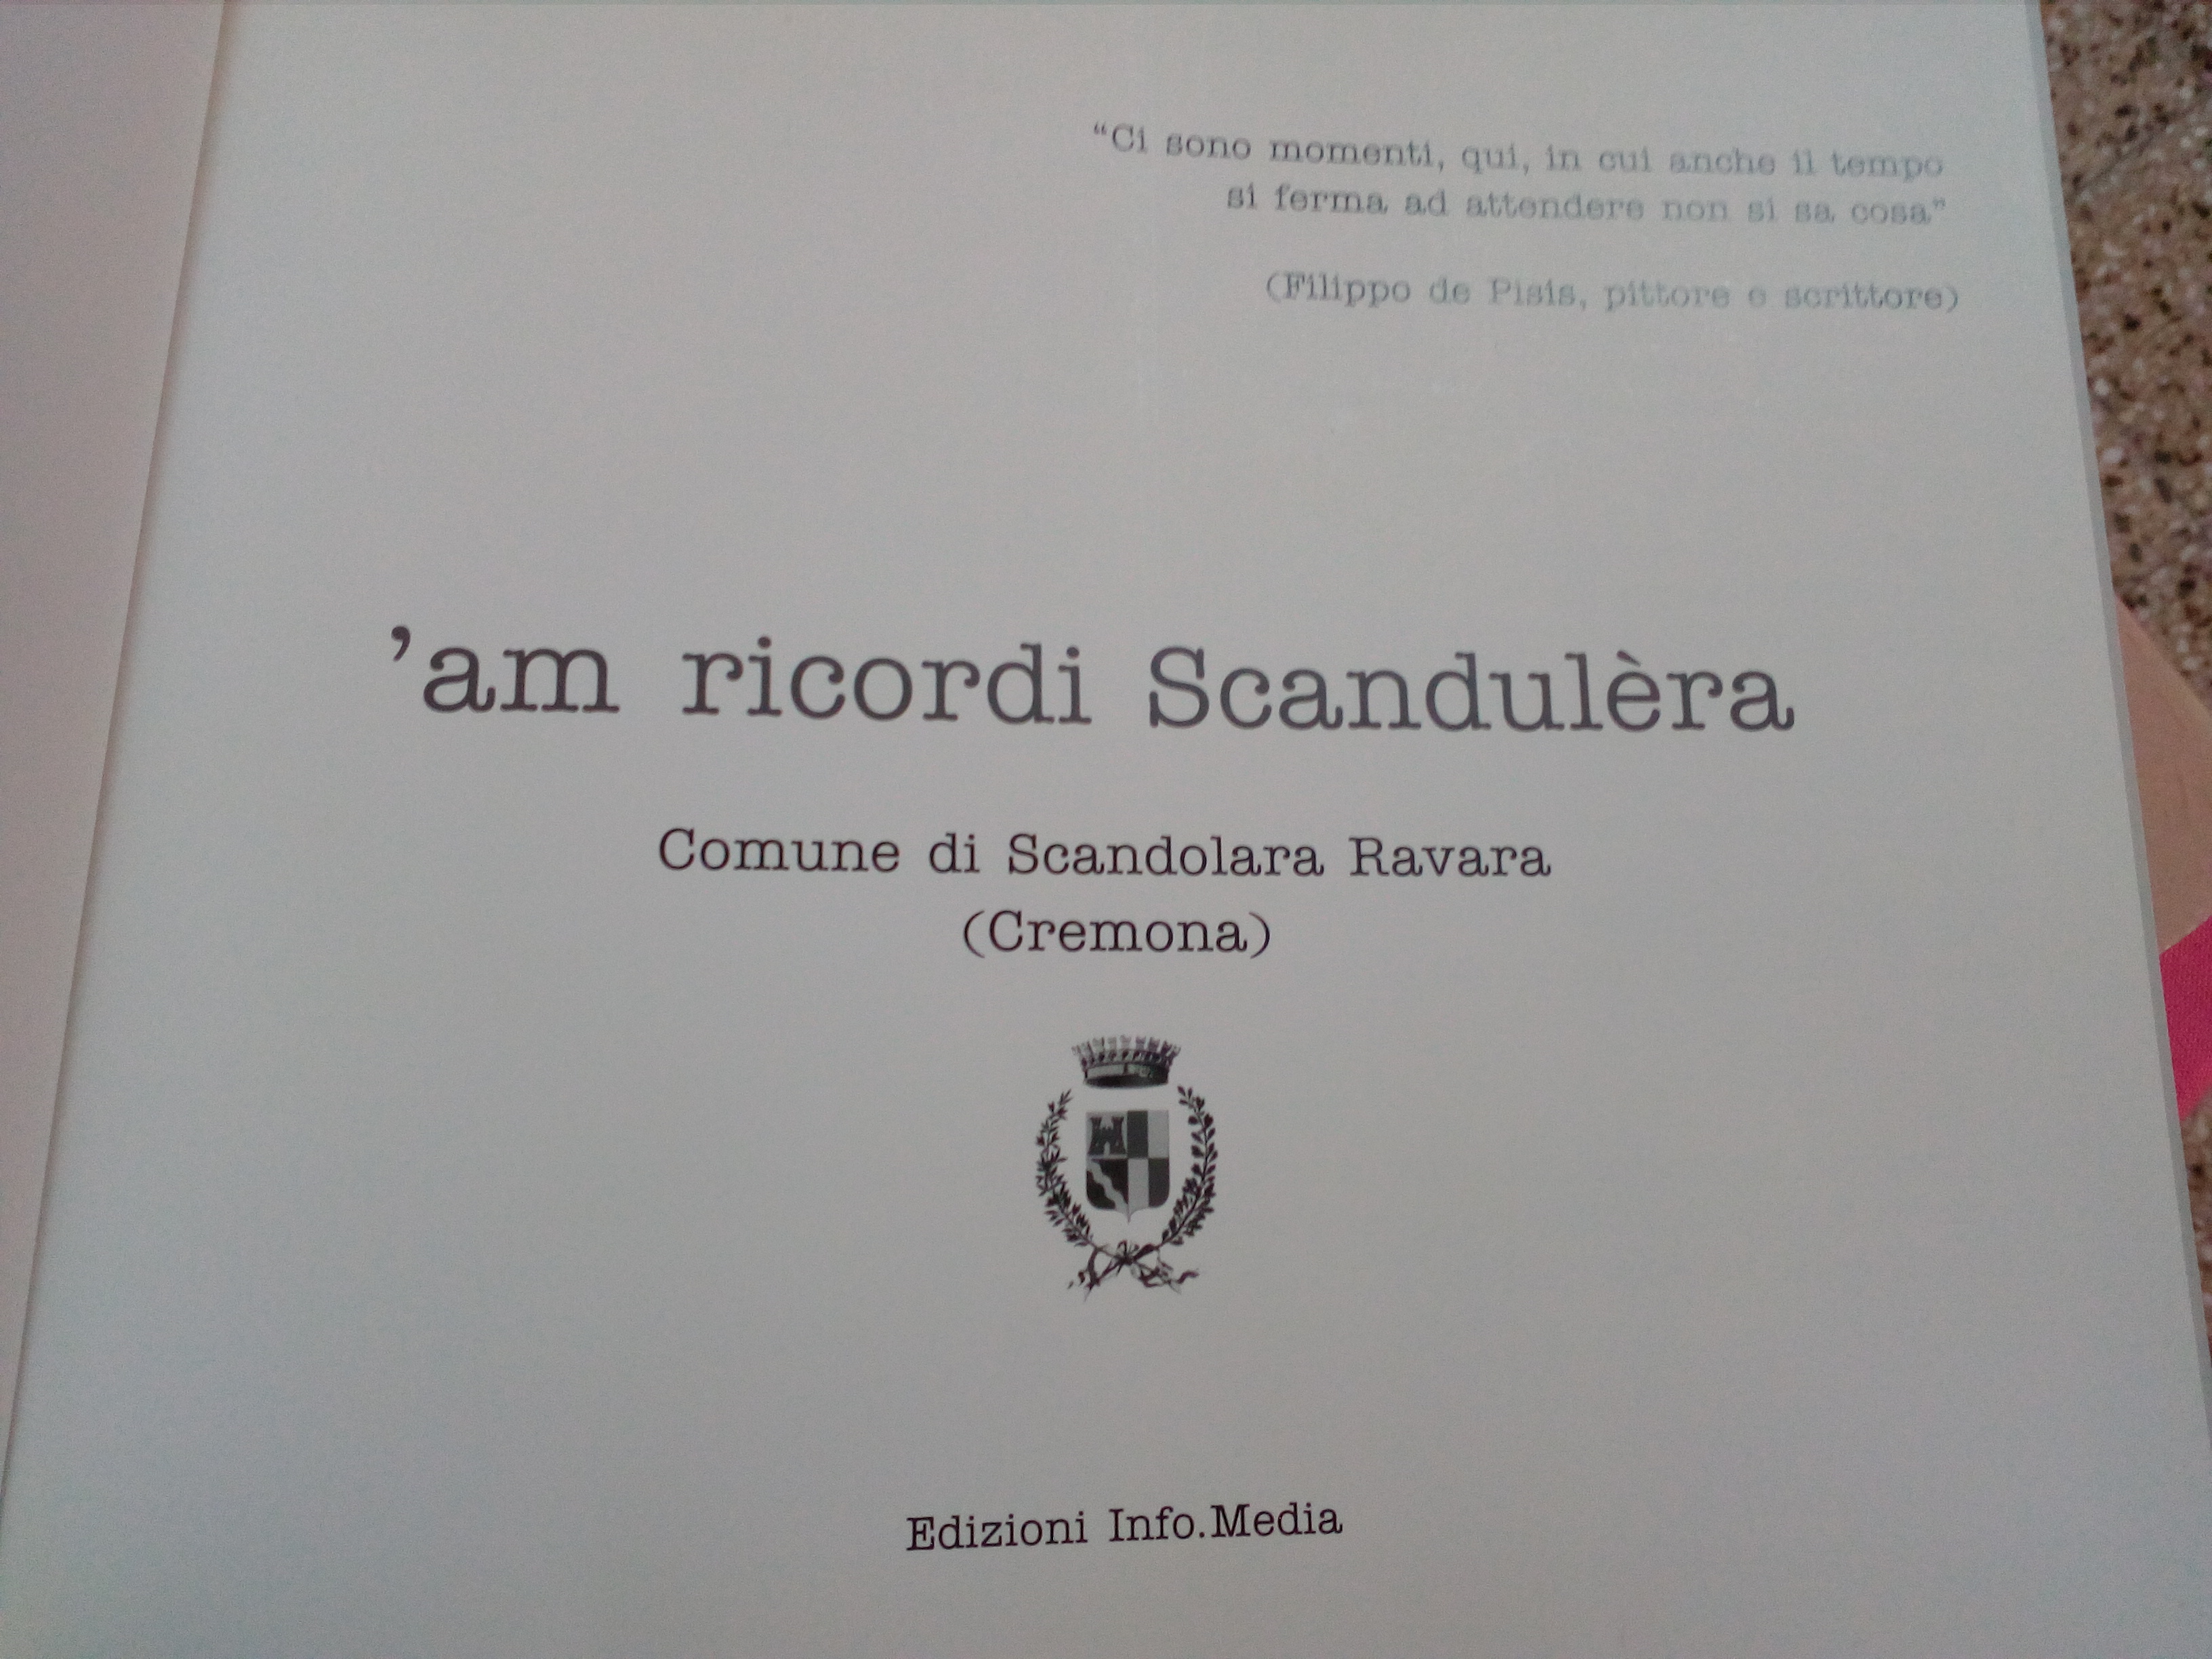 “Ci sono momenti, qui, in cui anche il tempo
si ferma ad attendere non si sa cosa”
(Filippo de Pisis, pittore e scrittore)
’am ricordi Scandulèra
Comune di Scandolara Ravara
(Cremona)
Edizioni Info.Media